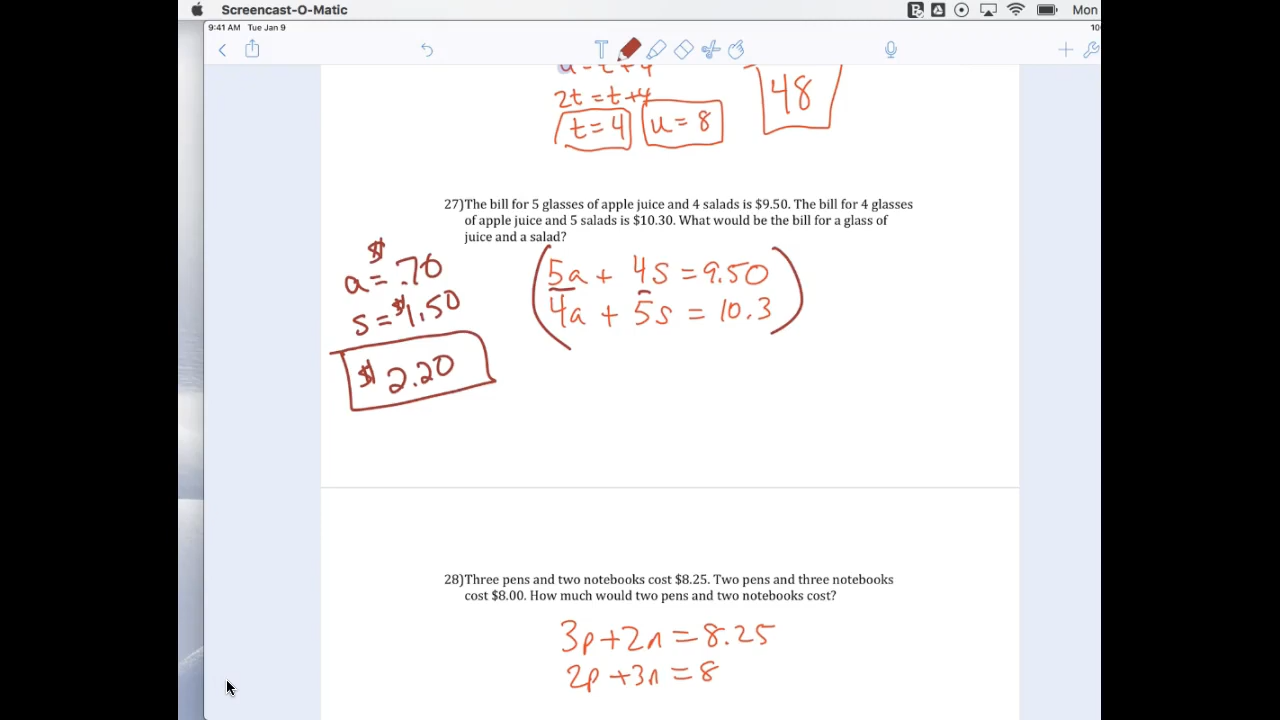 Screencast-O-Matic
Mon
9:41 AM Tue Jan 9
u = t + 4
2t = t + 4
t = 4 u = 8
48
27)The bill for 5 glasses of apple juice and 4 salads is $9.50. The bill for 4 glasses
of apple juice and 5 salads is $10.30. What would be the bill for a glass of
juice and a salad?
$
a = .70
s = $1.50
$2.20
5a + 4s = 9.50
4a + 5s = 10.3
28)Three pens and two notebooks cost $8.25. Two pens and three notebooks
cost $8.00. How much would two pens and two notebooks cost?
3p + 2n = 8.25
2p + 3n = 8